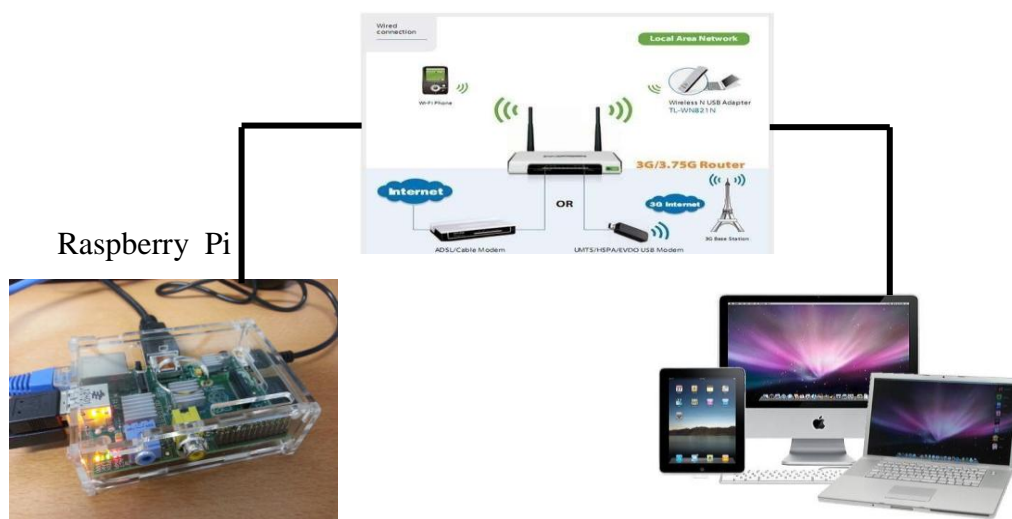 Wired
connection
Local Area Network
Wi-Fi Phone
Wireless N USB Adapter
TL-WN821N
3G/3.75G Router
Internet
OR
3G Internet
ADSL/Cable Modem
UMTS/HSPA/EVDO USB Modem
3G Base Station
Raspberry Pi